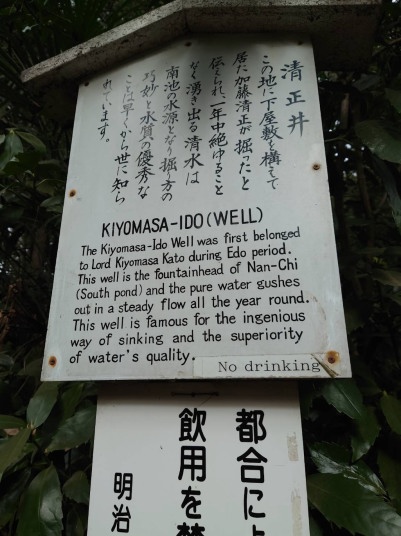 清正井
この地に下屋敷を構えて
居た加藤清正が掘ったと
伝えられ、一年中絶ゆること
なく湧き出る清水は
南池の水源となり掘り方の
巧妙と水質の優秀な
ことは早くから世に知ら
れています。
KIYOMASA-IDO (WELL)
The Kiyomasa-Ido Well was first belonged
to Lord Kiyomasa Kato during Edo period.
This well is the fountainhead of Nan-Chi
(South pond) and the pure water gushes
out in a steady flow all the year round.
This well is famous for the ingenious
way of sinking and the superiority
of water's quality.
No drinking
都合によ
飲用を禁
明治